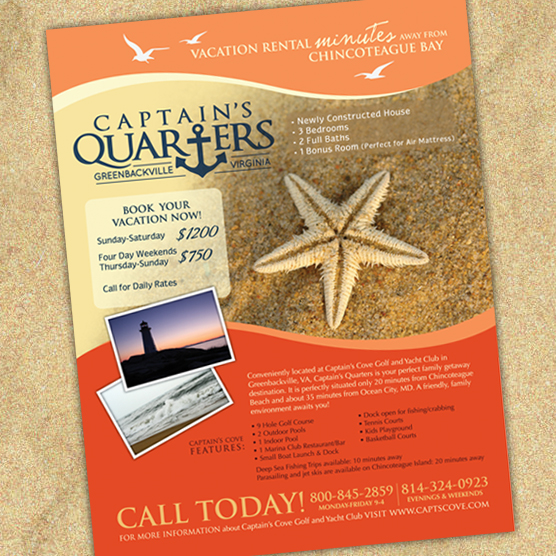 VACATION RENTAL minutes AWAY FROM
CHINCOTEAGUE BAY
CAPTAIN'S
QUARTERS
GREENBACKVILLE VIRGINIA
• Newly Constructed House
• 3 Bedrooms
• 2 Full Baths
• 1 Bonus Room (Perfect for Air Mattress)
BOOK YOUR
VACATION NOW!
Sunday-Saturday $1200
Four Day Weekends
Thursday-Sunday $750
Call for Daily Rates
Conveniently located at Captain's Cove Golf and Yacht Club in
Greenbackville, VA, Captain's Quarters is your perfect family getaway
destination. It is perfectly situated only 20 minutes from Chincoteague
Beach and about 35 minutes from Ocean City, MD. A friendly, family
environment awaits you!
CAPTAIN'S COVE
FEATURES:
• 9 Hole Golf Course
• 2 Outdoor Pools
• 1 Indoor Pool
• 1 Marina Club Restaurant/Bar
• Small Boat Launch & Dock
• Dock open for fishing/crabbing
• Tennis Courts
• Kids Playground
• Basketball Courts
Deep Sea Fishing Trips available: 10 minutes away
Parasailing and jet skis are available on Chincoteague Island: 20 minutes away
CALL TODAY! 800-845-2859 814-324-0923
MONDAY-FRIDAY 9-4 EVENINGS & WEEKENDS
FOR MORE INFORMATION about Captain's Cove Golf and Yacht Club VISIT WWW.CAPTSCOVE.COM